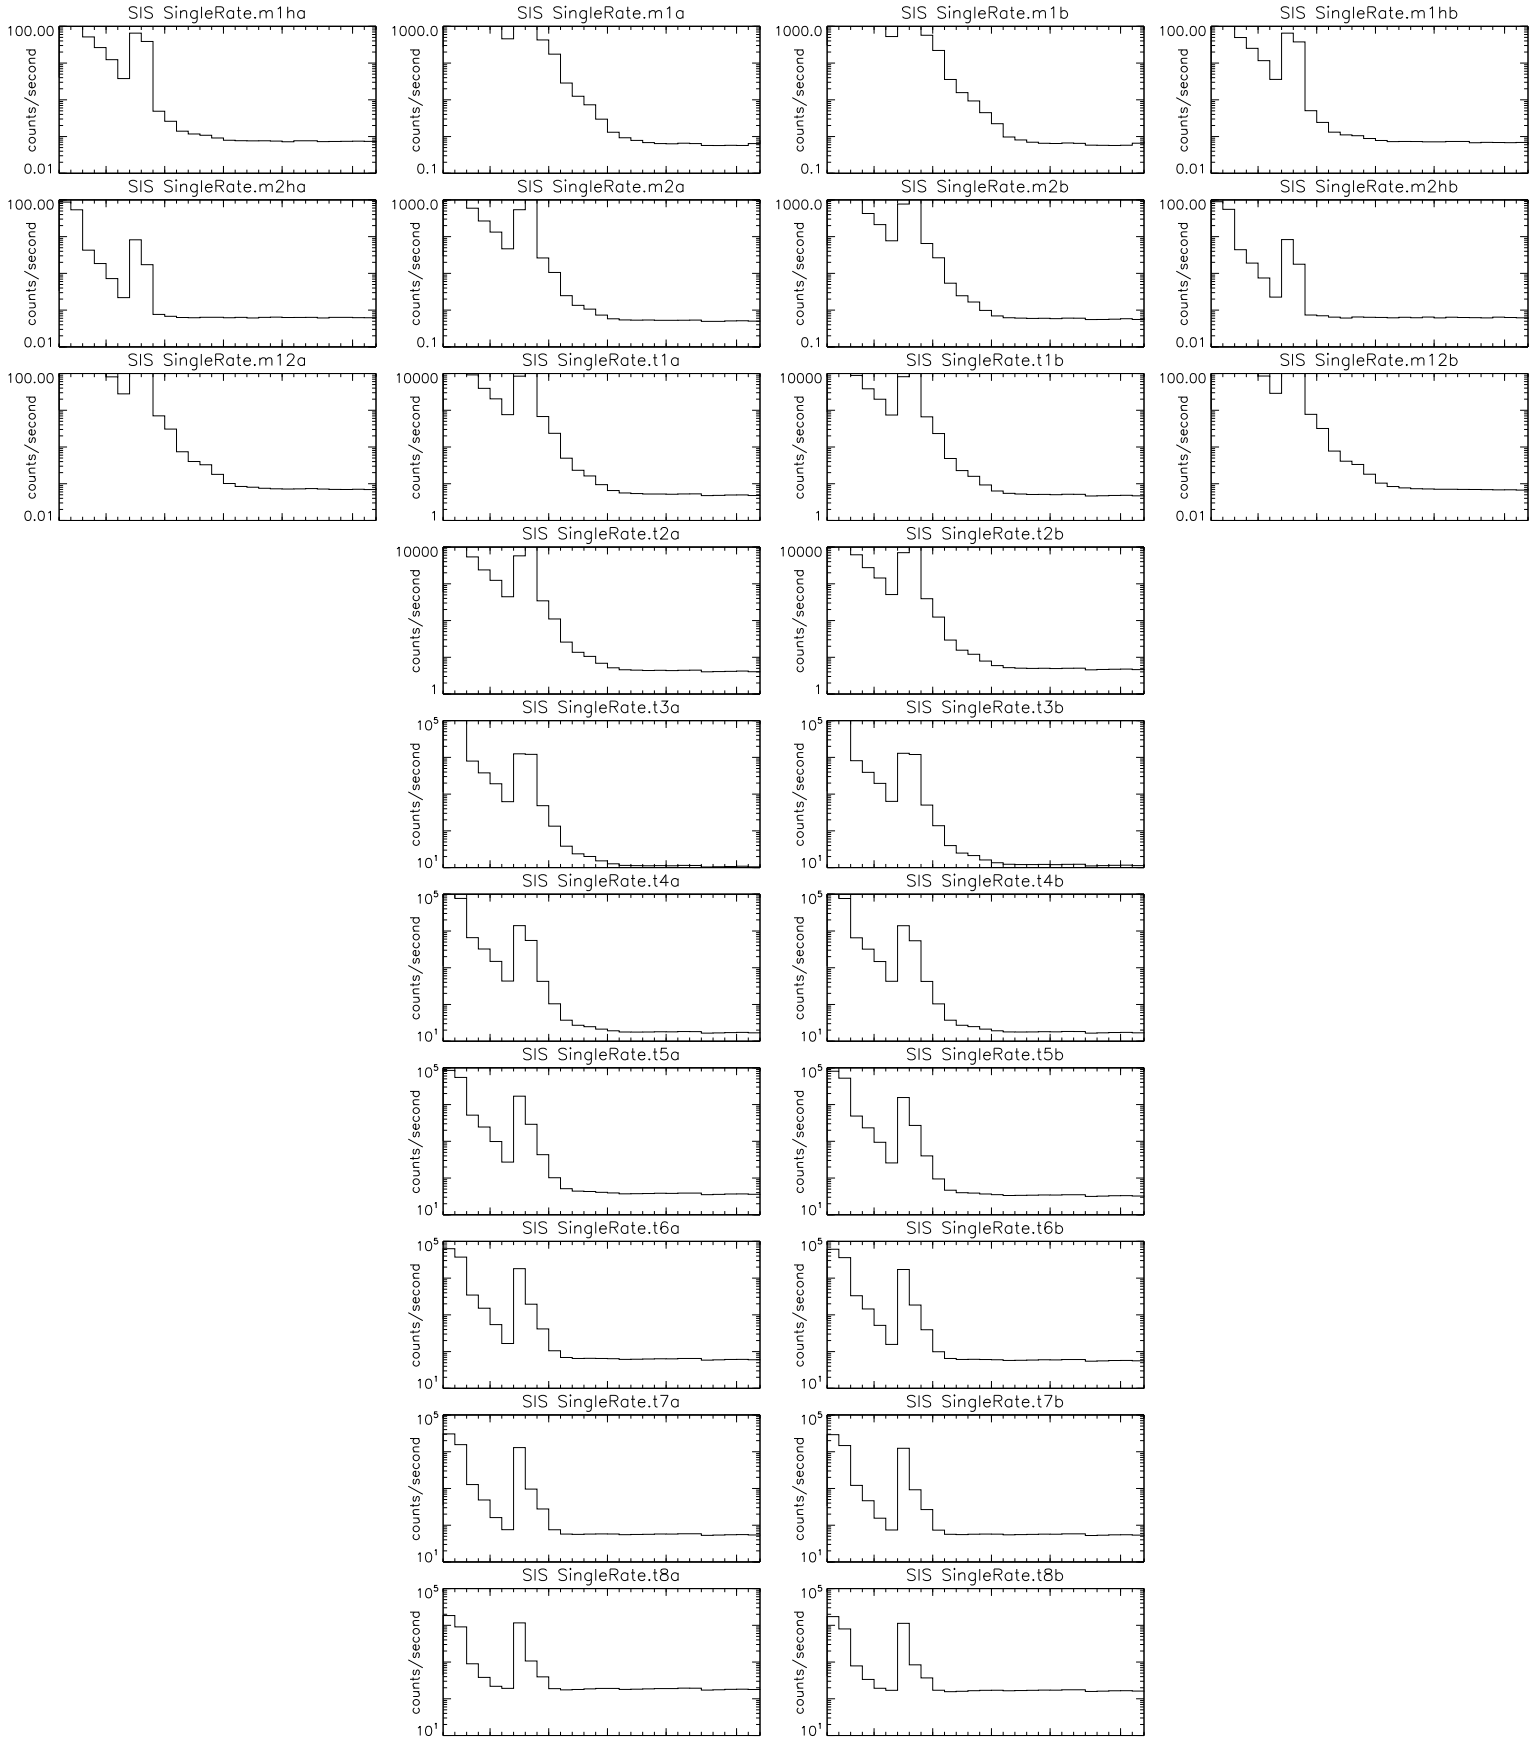 SIS SingleRate.m1ha
100.00
counts/second
0.01
SIS SingleRate.m1a
1000.0
counts/second
0.1
SIS SingleRate.m1b
1000.0
counts/second
0.1
SIS SingleRate.m1hb
100.00
counts/second
0.01
SIS SingleRate.m2ha
100.00
counts/second
0.01
SIS SingleRate.m2a
1000.0
counts/second
0.1
SIS SingleRate.m2b
1000.0
counts/second
0.1
SIS SingleRate.m2hb
100.00
counts/second
0.01
SIS SingleRate.m12a
100.00
counts/second
0.01
SIS SingleRate.t1a
10000
counts/second
1
SIS SingleRate.t1b
10000
counts/second
1
SIS SingleRate.m12b
100.00
counts/second
0.01
SIS SingleRate.t2a
10000
counts/second
1
SIS SingleRate.t2b
10000
counts/second
1
SIS SingleRate.t3a
10⁵
counts/second
10¹
SIS SingleRate.t3b
10⁵
counts/second
10¹
SIS SingleRate.t4a
10⁵
counts/second
10¹
SIS SingleRate.t4b
10⁵
counts/second
10¹
SIS SingleRate.t5a
10⁵
counts/second
10¹
SIS SingleRate.t5b
10⁵
counts/second
10¹
SIS SingleRate.t6a
10⁵
counts/second
10¹
SIS SingleRate.t6b
10⁵
counts/second
10¹
SIS SingleRate.t7a
10⁵
counts/second
10¹
SIS SingleRate.t7b
10⁵
counts/second
10¹
SIS SingleRate.t8a
10⁵
counts/second
10¹
SIS SingleRate.t8b
10⁵
counts/second
10¹